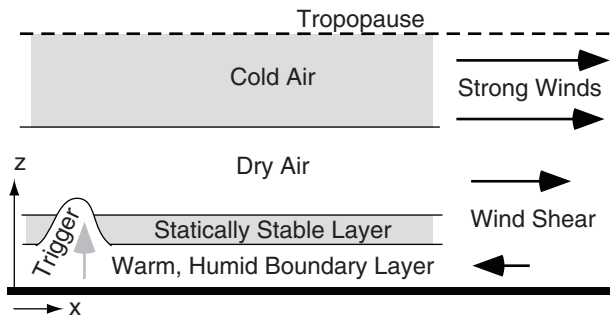 Tropopause
Cold Air
Strong Winds
Dry Air
z
Trigger
Statically Stable Layer
Wind Shear
Warm, Humid Boundary Layer
x